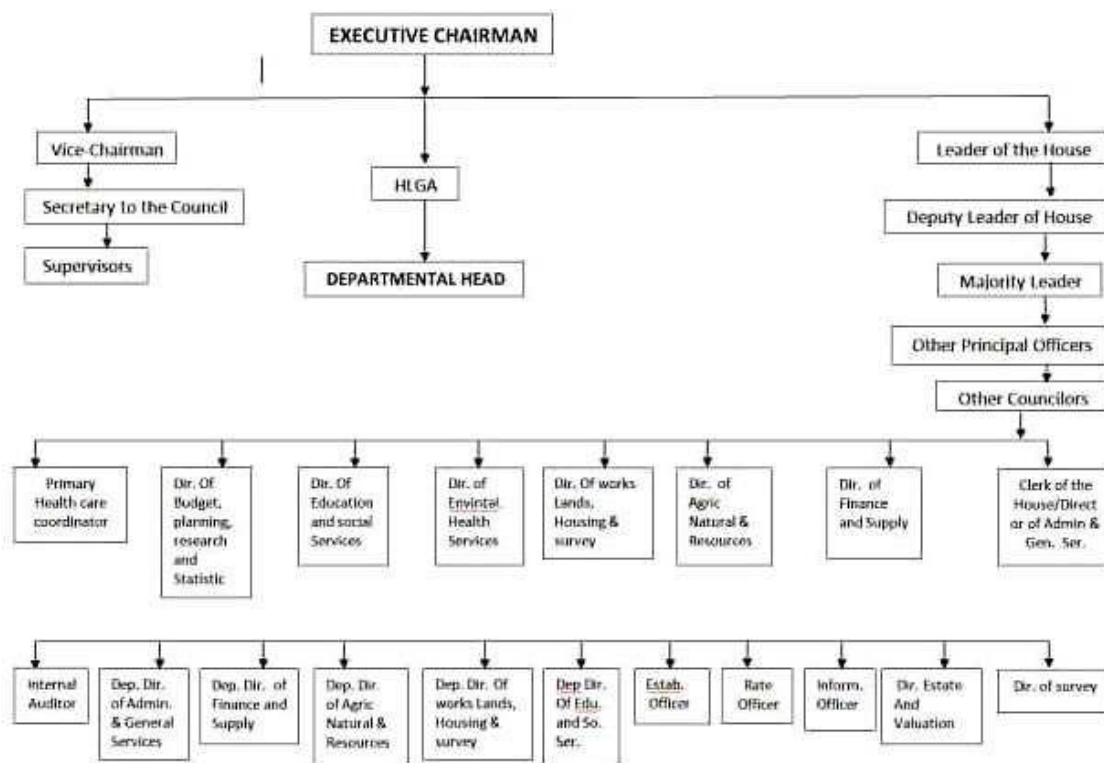 EXECUTIVE CHAIRMAN
Vice-Chairman
HLGA
Leader of the House
Secretary to the Council
Deputy Leader of House
Supervisors
DEPARTMENTAL HEAD
Majority Leader
Other Principal Officers
Other Councilors
Primary
Health care
coordinator
Dir. Of
Budget,
planning,
research
and
Statistic
Dir. Of
Education
and social
Services
Dir. of
Envintal.
Health
Services
Dir. Of works
Lands,
Housing &
survey
Dir. of
Agric
Natural &
Resources
Dir. of
Finance
and Supply
Clerk of the
House/Direct
or of Admin &
Gen. Ser.
Internal
Auditor
Dep. Dir.
of Admin.
& General
Services
Dep. Dir. of
Finance and
Supply
Dep. Dir.
of Agric
Natural &
Resources
Dep. Dir. Of
works Lands,
Housing &
survey
Dep Dir.
Of Edu.
and So.
Ser.
Estab.
Officer
Rate
Officer
Inform.
Officer
Dir. Estate
And
Valuation
Dir. of survey